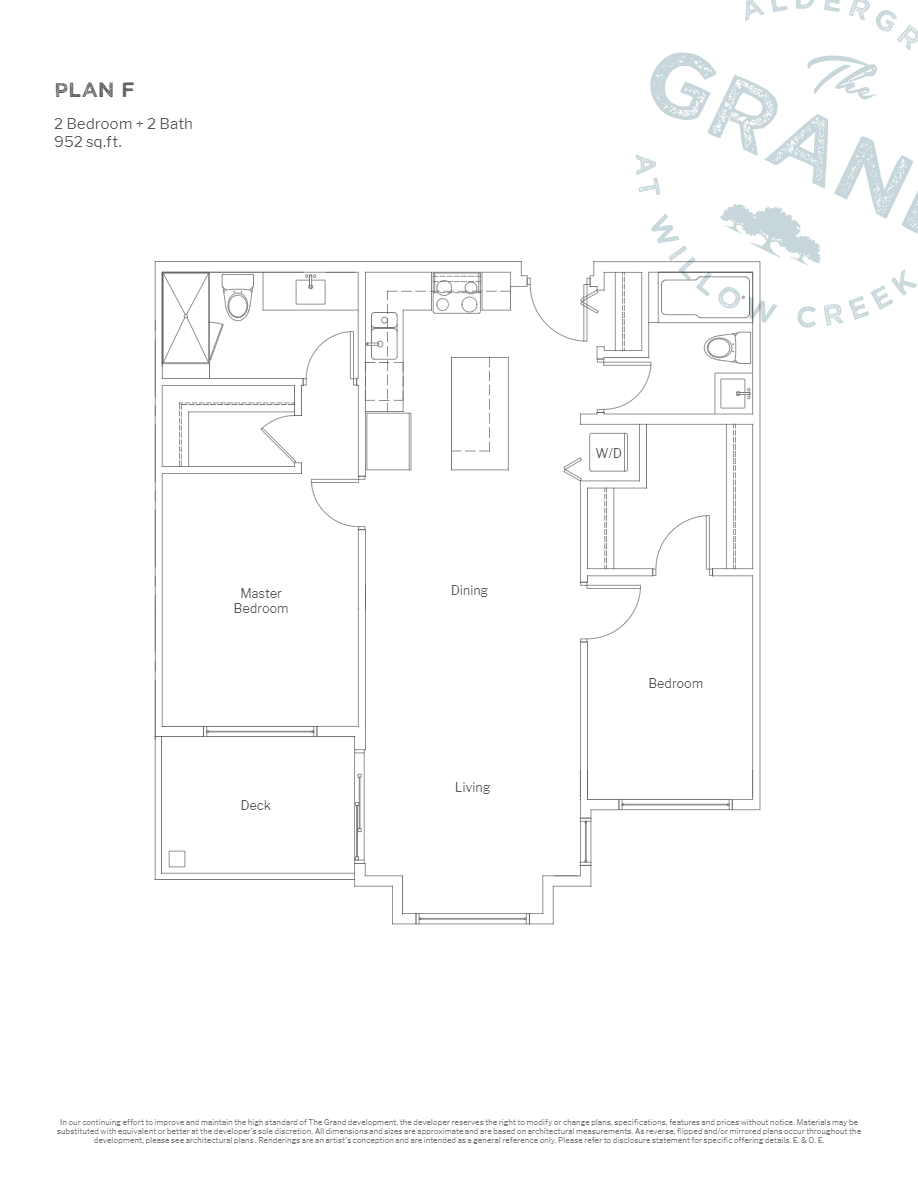 ALDERGR
The
GRAN
AT WILLOW CREEK
PLAN F
2 Bedroom + 2 Bath
952 sq.ft.
W/D
Master
Bedroom
Dining
Bedroom
Living
Deck
In our continuing effort to improve and maintain the high standard of The Grand development, the developer reserves the right to modify or change plans, specifications, features and prices without notice. Materials may be
substituted with equivalent or better at the developer's sole discretion. All dimensions and sizes are approximate and are based on architectural measurements. As reverse, flipped and/or mirrored plans occur throughout the
development, please see architectural plans. Renderings are an artist's conception and are intended as a general reference only. Please refer to disclosure statement for specific offering details. E. & O. E.